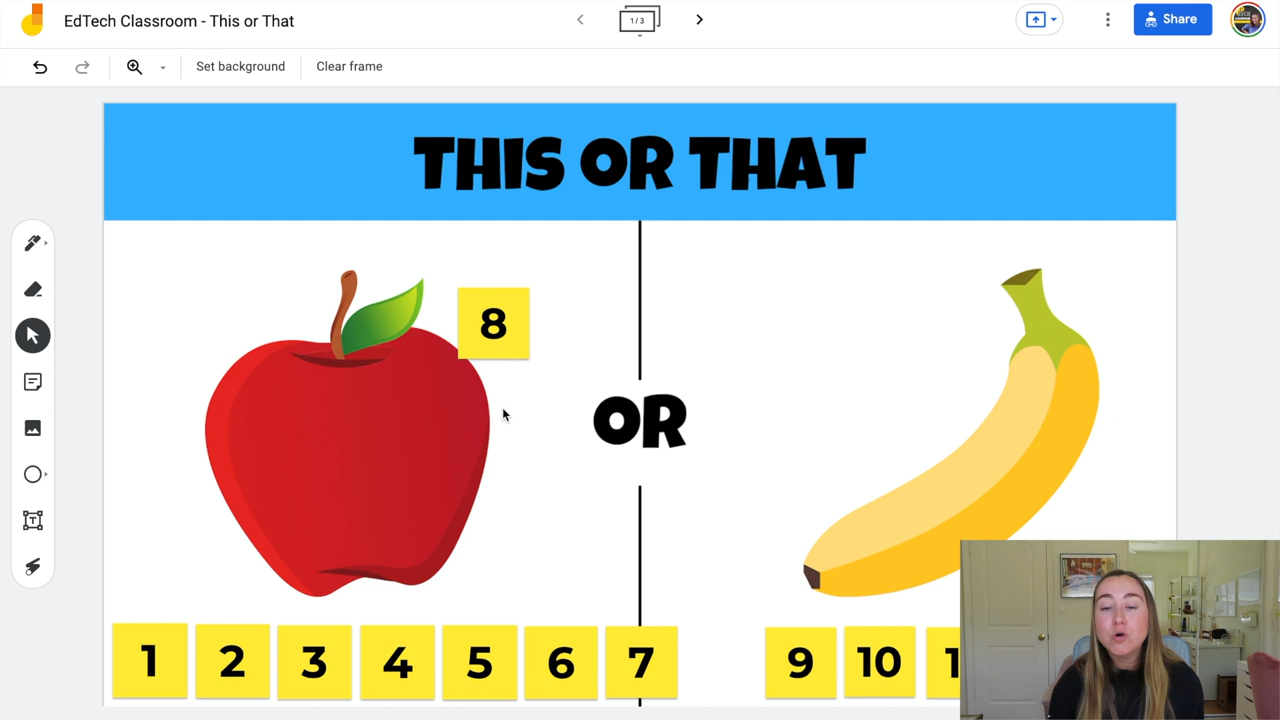 EdTech Classroom - This or That
1 / 3
Share
Set background
Clear frame
THIS OR THAT
8
OR
1 2 3 4 5 6 7 9 10 1